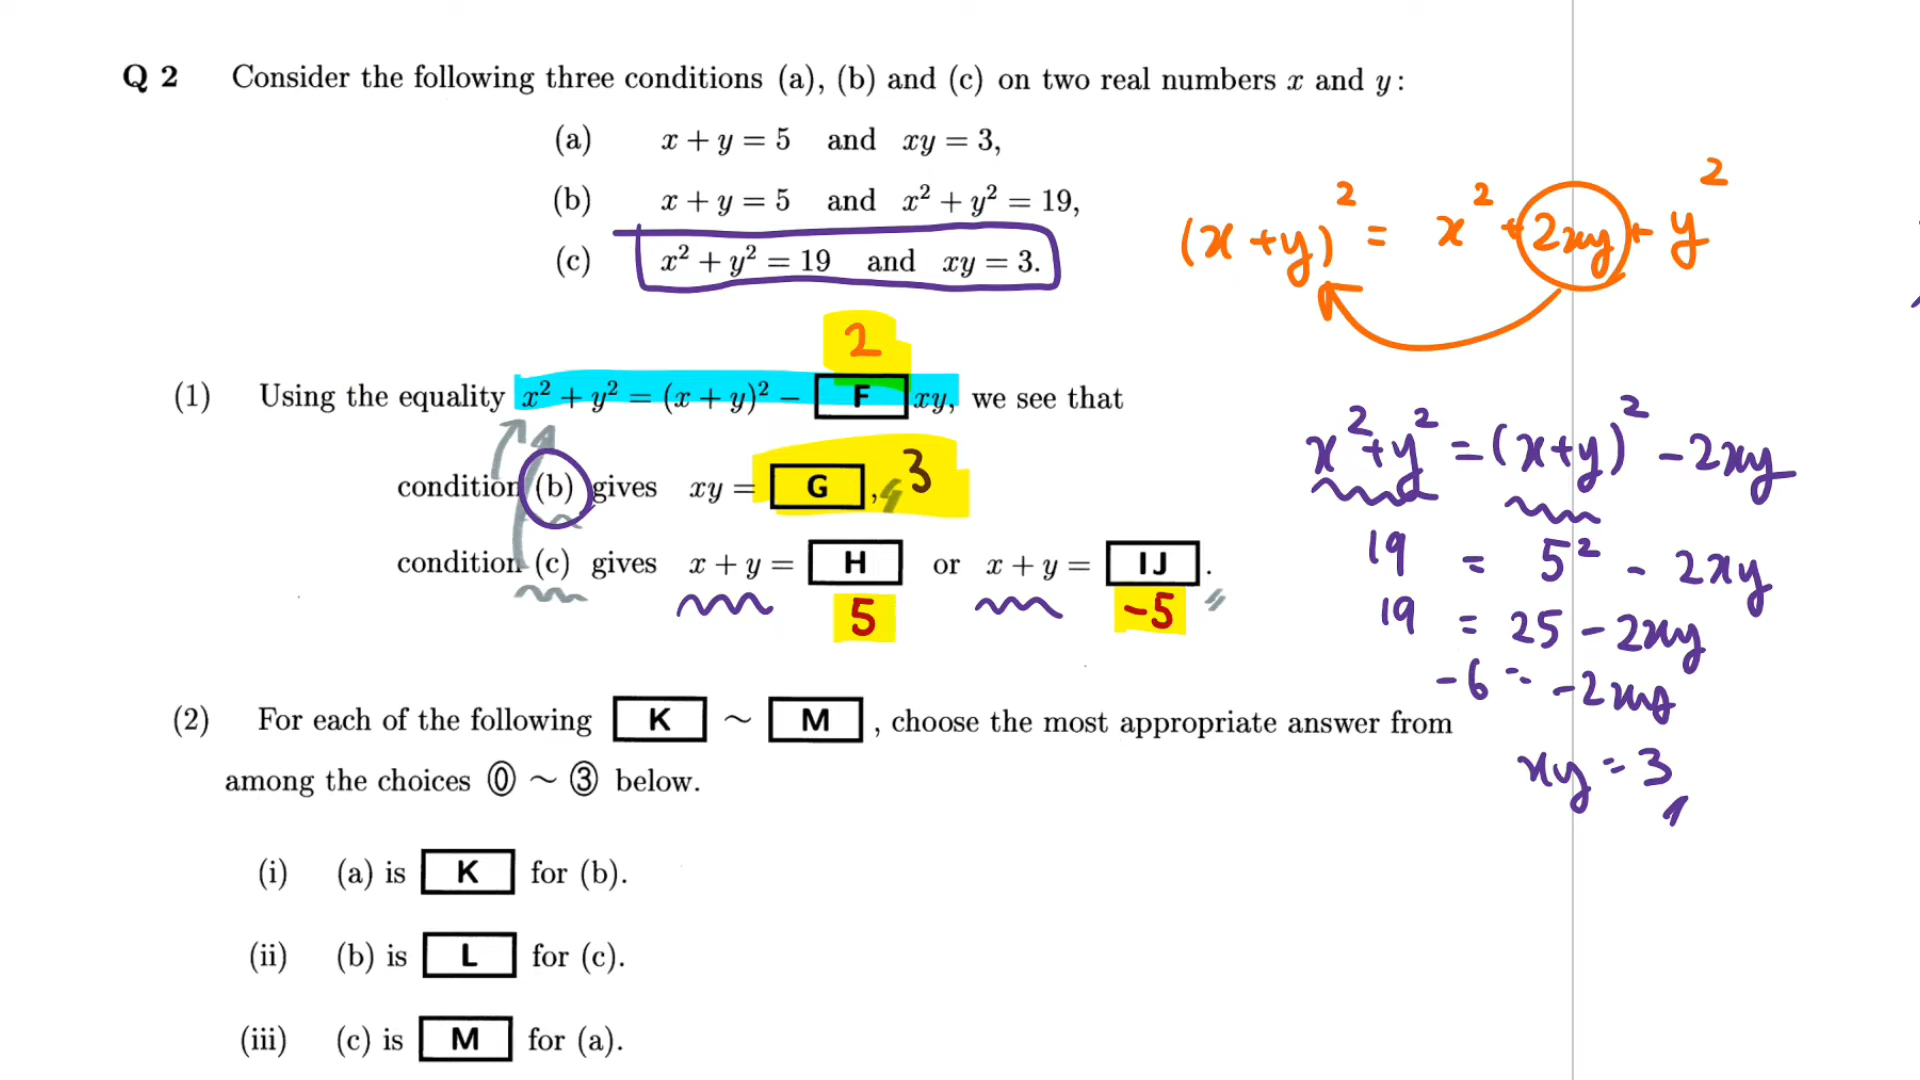 Q 2 Consider the following three conditions (a), (b) and (c) on two real numbers x and y:
(a) x + y = 5 and xy = 3,
(b) x + y = 5 and x² + y² = 19,
(c) x² + y² = 19 and xy = 3.
(x + y)² = x² + 2xy + y²
2
(1) Using the equality x² + y² = (x + y)² − F xy, we see that
condition (b) gives xy = G , 3
condition (c) gives x + y = H or x + y = IJ .
5 -5
x² + y² = (x+y)² - 2xy
19 = 5² - 2xy
19 = 25 - 2xy
-6 = -2xy
xy = 3
(2) For each of the following K ~ M , choose the most appropriate answer from
among the choices ⓪ ~ ③ below.
(i) (a) is K for (b).
(ii) (b) is L for (c).
(iii) (c) is M for (a).